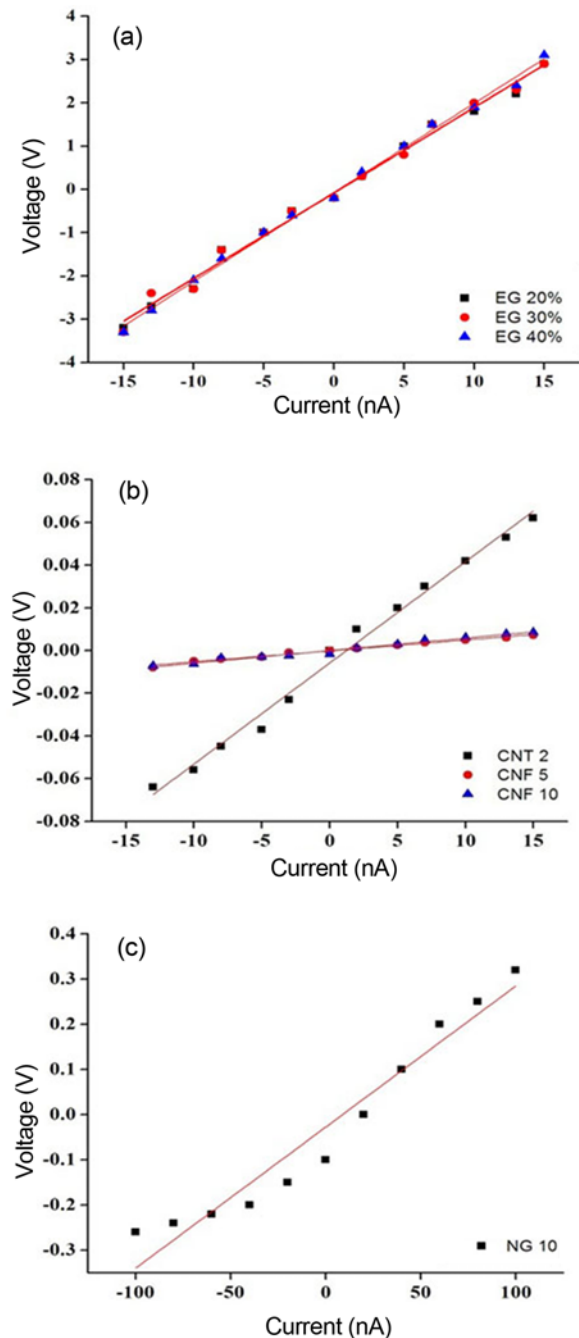 (a)
3
2
1
0
-1
-2
-3
-4
Voltage (V)
EG 20%
EG 30%
EG 40%
-15 -10 -5 0 5 10 15
Current (nA)
(b)
0.08
0.06
0.04
0.02
0.00
-0.02
-0.04
-0.06
-0.08
Voltage (V)
CNT 2
CNF 5
CNF 10
-15 -10 -5 0 5 10 15
Current (nA)
(c)
0.4
0.3
0.2
0.1
0.0
-0.1
-0.2
-0.3
Voltage (V)
NG 10
-100 -50 0 50 100
Current (nA)